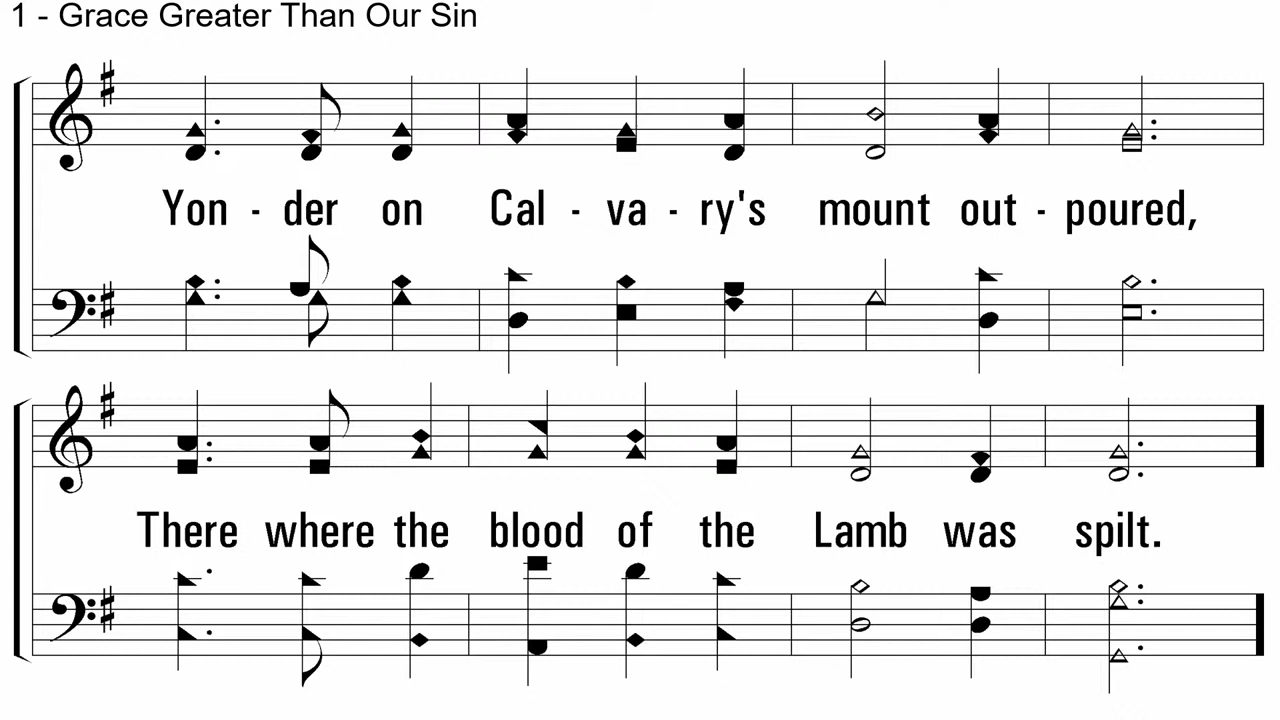 1 - Grace Greater Than Our Sin
Yon - der on Cal - va - ry's mount out - poured,
There where the blood of the Lamb was spilt.